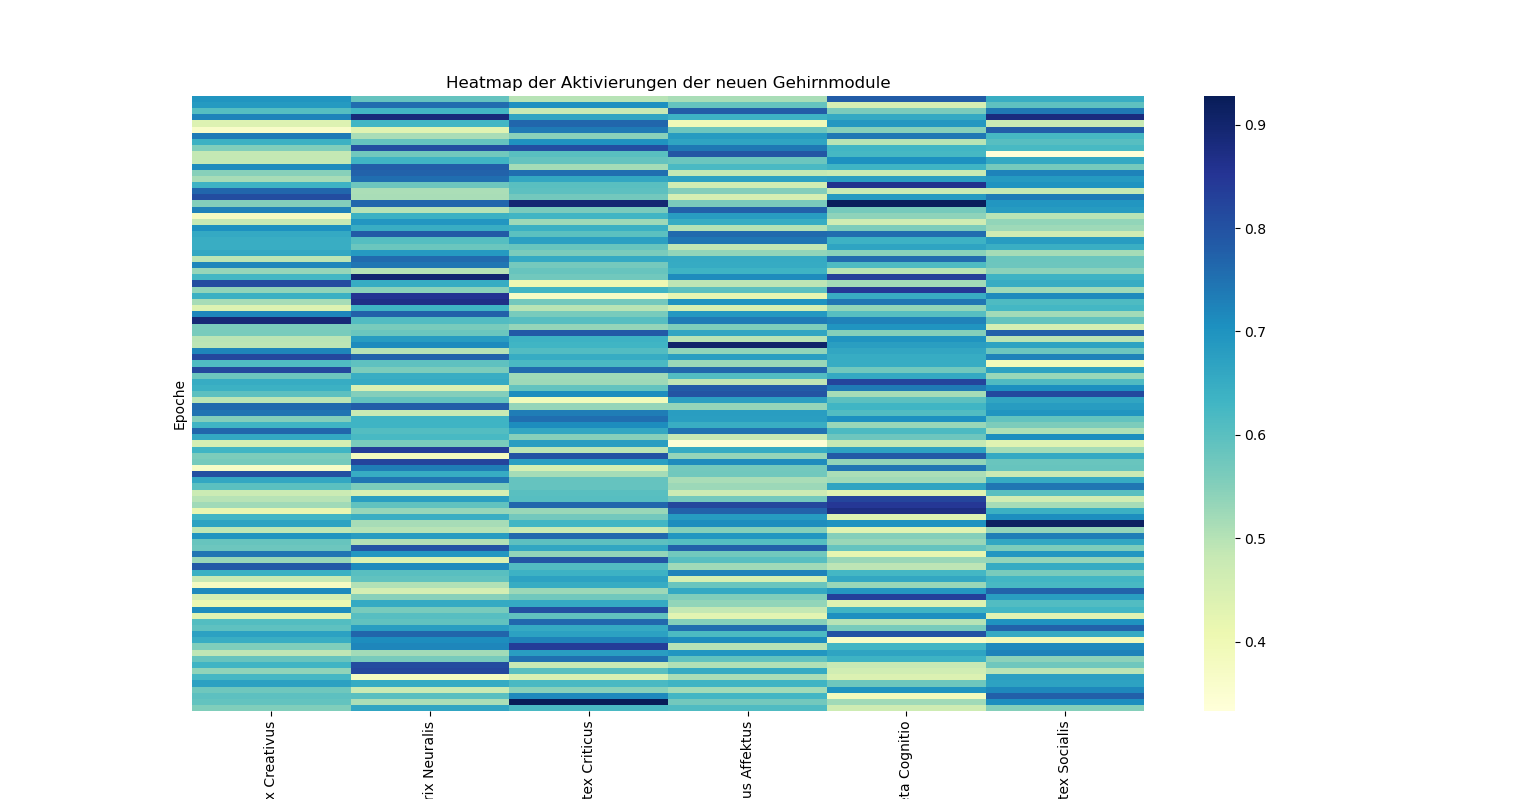 Heatmap der Aktivierungen der neuen Gehirnmodule
Epoche
0.9
0.8
0.7
0.6
0.5
0.4
x Creativus
rix Neuralis
tex Criticus
us Affektus
eta Cognitio
tex Socialis